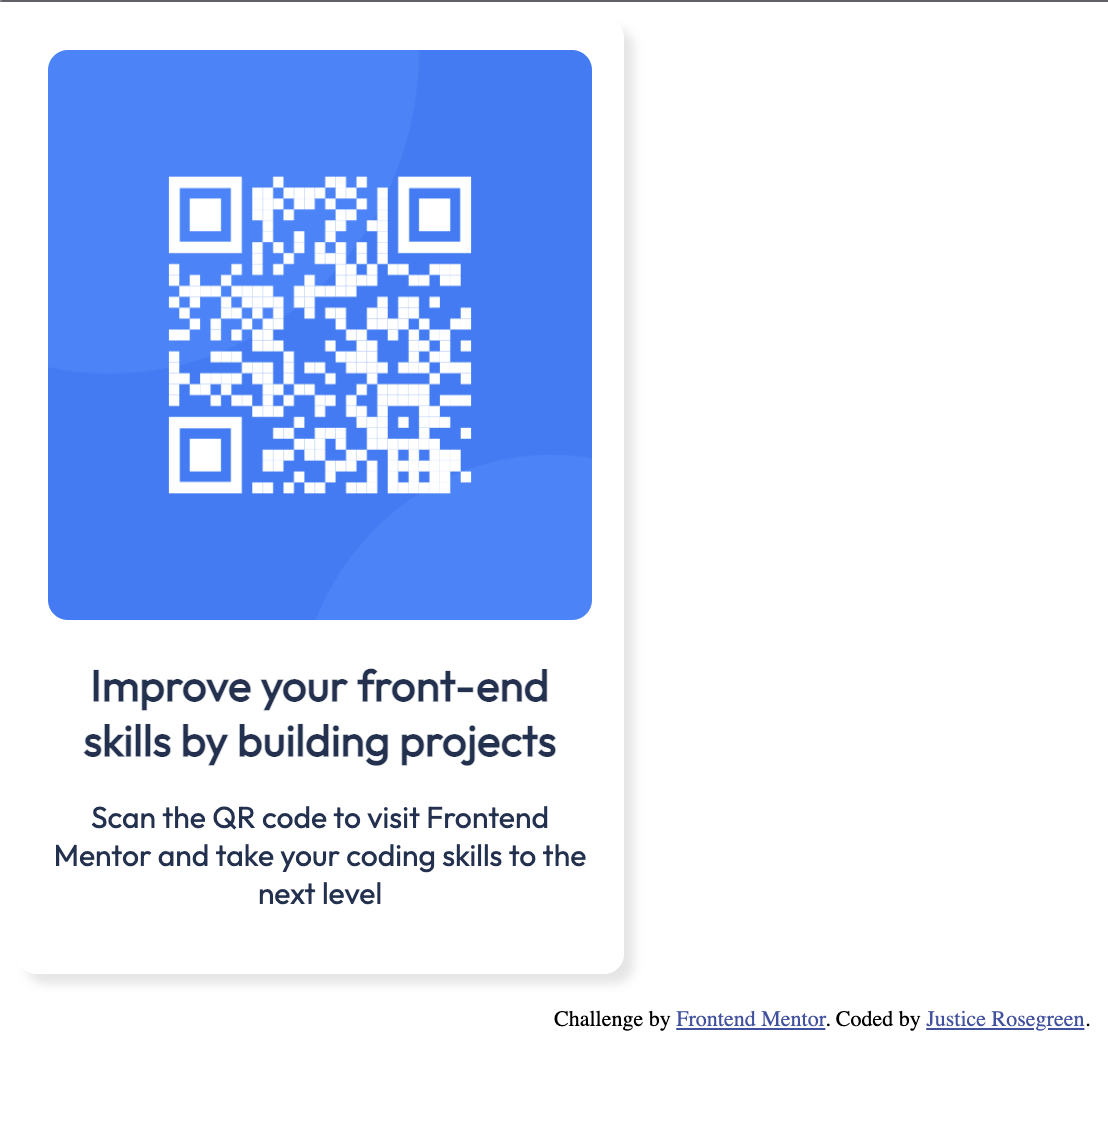 Improve your front-end
skills by building projects
Scan the QR code to visit Frontend
Mentor and take your coding skills to the
next level
Challenge by Frontend Mentor. Coded by Justice Rosegreen.